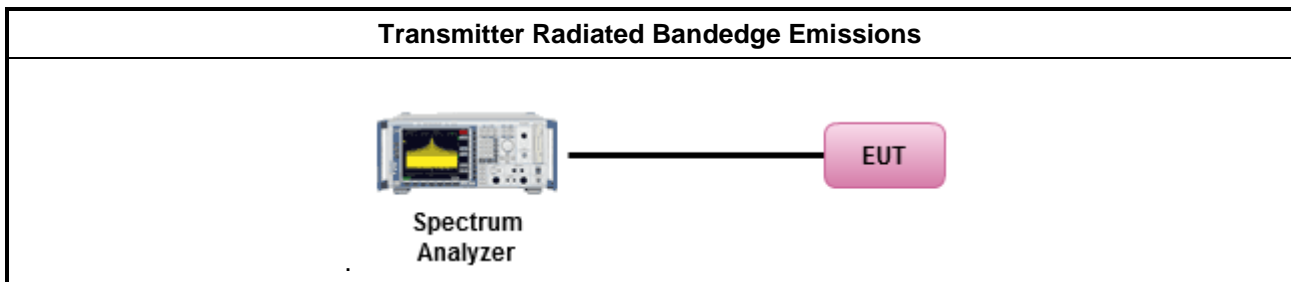 Transmitter Radiated Bandedge Emissions
EUT
Spectrum
Analyzer
.